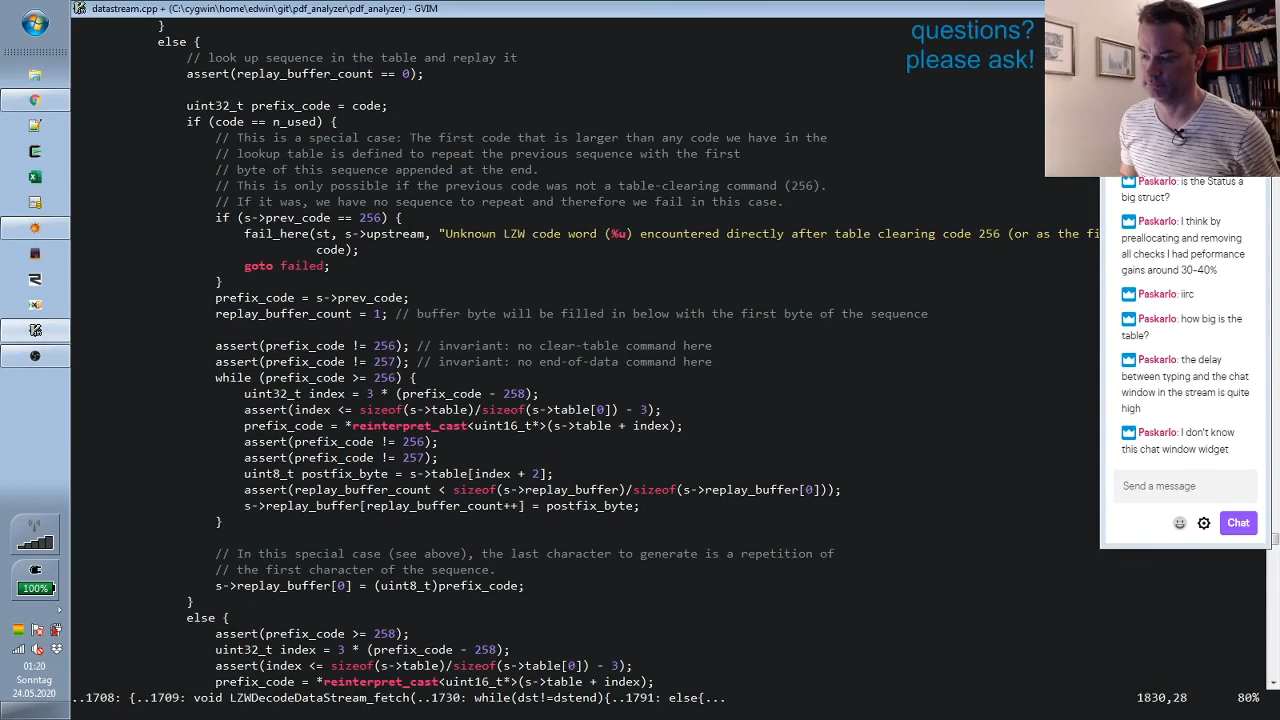 datastream.cpp + (C:\cygwin\home\edwin\git\pdf_analyzer\pdf_analyzer) - GVIM
questions?
please ask!
}
else {
// look up sequence in the table and replay it
assert(replay_buffer_count == 0);
uint32_t prefix_code = code;
if (code == n_used) {
// This is a special case: The first code that is larger than any code we have in the
// lookup table is defined to repeat the previous sequence with the first
// byte of this sequence appended at the end.
// This is only possible if the previous code was not a table-clearing command (256).
// If it was, we have no sequence to repeat and therefore we fail in this case.
if (s->prev_code == 256) {
fail_here(st, s->upstream, "Unknown LZW code word (%u) encountered directly after table clearing code 256 (or as the fi
code);
goto failed;
}
prefix_code = s->prev_code;
replay_buffer_count = 1; // buffer byte will be filled in below with the first byte of the sequence
assert(prefix_code != 256); // invariant: no clear-table command here
assert(prefix_code != 257); // invariant: no end-of-data command here
while (prefix_code >= 256) {
uint32_t index = 3 * (prefix_code - 258);
assert(index <= sizeof(s->table)/sizeof(s->table[0]) - 3);
prefix_code = *reinterpret_cast<uint16_t*>(s->table + index);
assert(prefix_code != 256);
assert(prefix_code != 257);
uint8_t postfix_byte = s->table[index + 2];
assert(replay_buffer_count < sizeof(s->replay_buffer)/sizeof(s->replay_buffer[0]));
s->replay_buffer[replay_buffer_count++] = postfix_byte;
}
// In this special case (see above), the last character to generate is a repetition of
// the first character of the sequence.
s->replay_buffer[0] = (uint8_t)prefix_code;
}
else {
assert(prefix_code >= 258);
uint32_t index = 3 * (prefix_code - 258);
assert(index <= sizeof(s->table)/sizeof(s->table[0]) - 3);
prefix_code = *reinterpret_cast<uint16_t*>(s->table + index);
..1708: {..1709: void LZWDecodeDataStream_fetch(..1730: while(dst!=dstend){..1791: else{...
1830,28
80%
Paskarlo: is the Status a
big struct?
Paskarlo: I think by
preallocating and removing
all checks I had peformance
gains around 30-40%
Paskarlo: iirc
Paskarlo: how big is the
table?
Paskarlo: the delay
between typing and the chat
window in the stream is quite
high
Paskarlo: I don't know
this chat window widget
Send a message
Chat
100%
01:20
Sonntag
24.05.2020